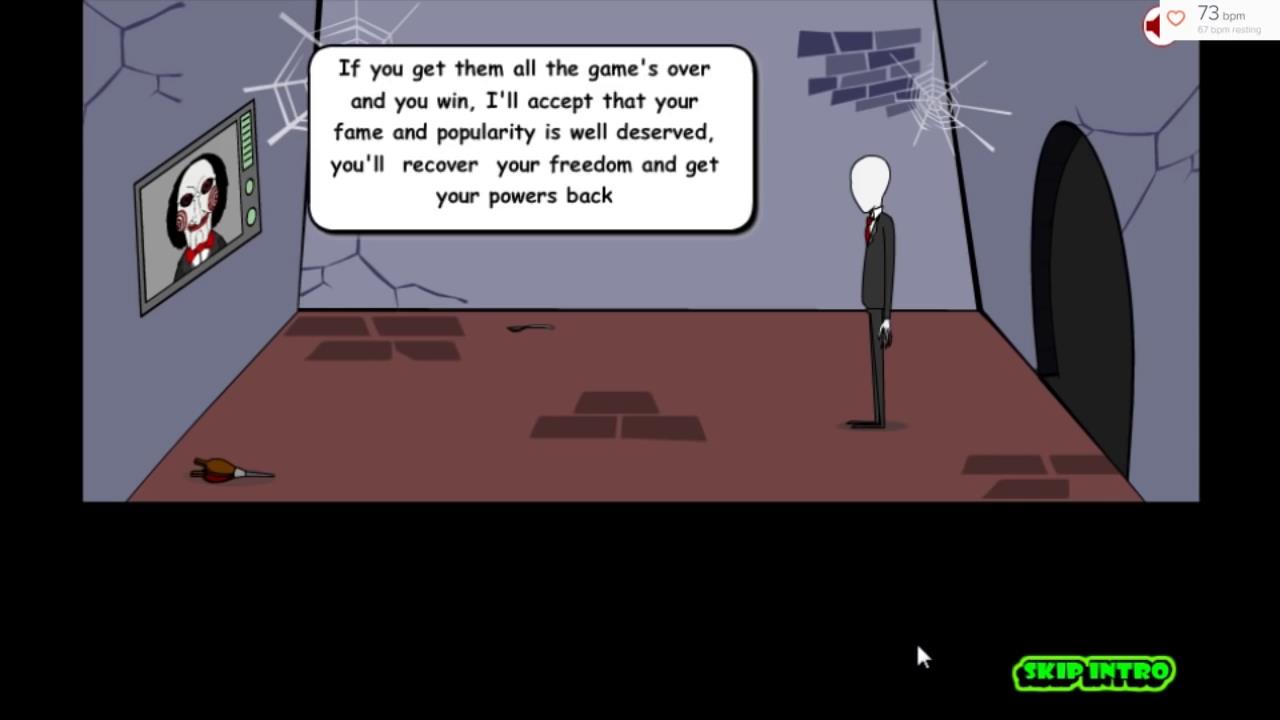 73 bpm
67 bpm resting
If you get them all the game's over
and you win, I'll accept that your
fame and popularity is well deserved,
you'll recover your freedom and get
your powers back
SKIP INTRO